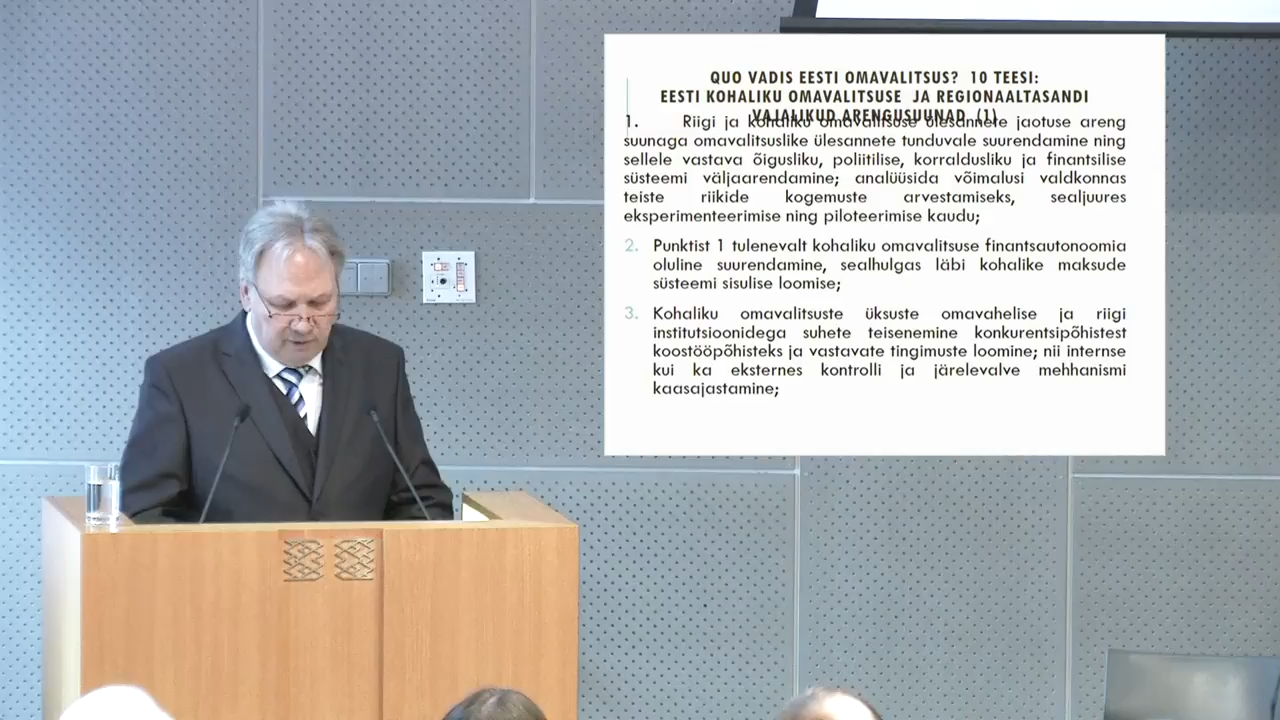 QUO VADIS EESTI OMAVALITSUS? 10 TEESI:
EESTI KOHALIKU OMAVALITSUSE JA REGIONAALTASANDI
VAJALIKUD ARENGUSUUNAD (1)
1. Riigi ja kohaliku omavalitsuse ülesannete jaotuse areng
suunaga omavalitsuslike ülesannete tunduvale suurendamine ning
sellele vastava õigusliku, poliitilise, korraldusliku ja finantsilise
süsteemi väljaarendamine; analüüsida võimalusi valdkonnas
teiste riikide kogemuste arvestamiseks, sealjuures
eksperimenteerimise ning piloteerimise kaudu;
2. Punktist 1 tulenevalt kohaliku omavalitsuse finantsautonoomia
oluline suurendamine, sealhulgas läbi kohalike maksude
süsteemi sisulise loomise;
3. Kohaliku omavalitsuste üksuste omavahelise ja riigi
institutsioonidega suhete teisenemine konkurentsipõhistest
koostööpõhisteks ja vastavate tingimuste loomine; nii internse
kui ka eksternes kontrolli ja järelevalve mehhanismi
kaasajastamine;